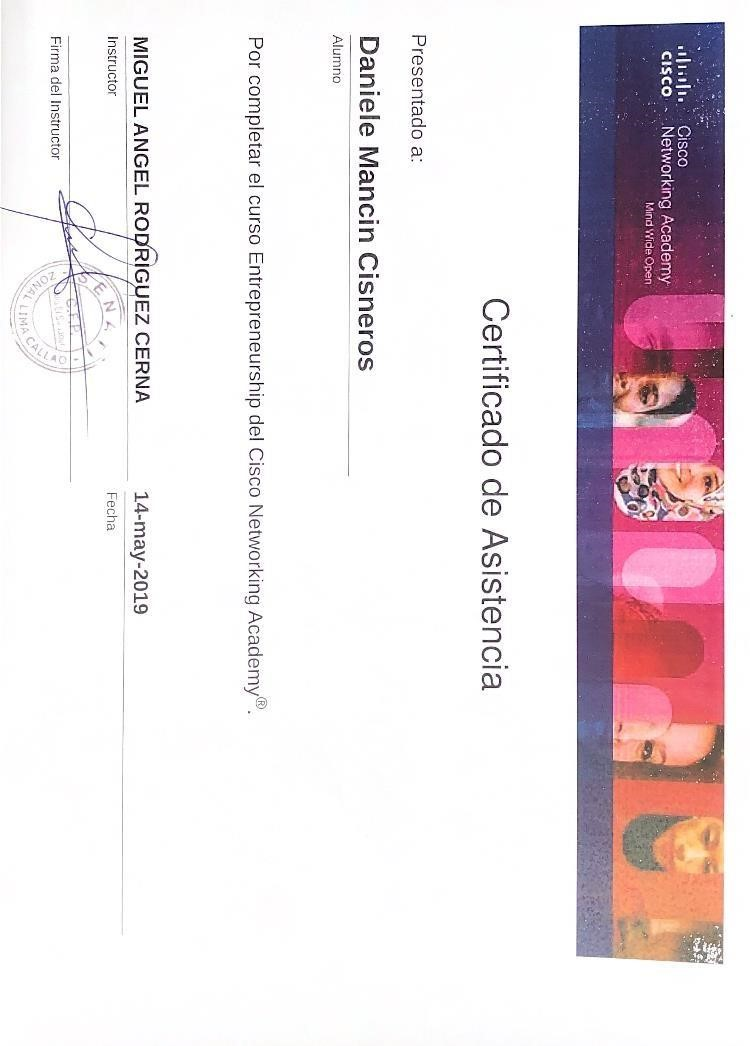 CISCO
Cisco
Networking Academy
Mind Wide Open
Certificado de Asistencia
Presentado a:
Daniele Mancin Cisneros
Alumno
Por completar el curso Entrepreneurship del Cisco Networking Academy®.
MIGUEL ANGEL RODRIGUEZ CERNA
14-may-2019
Instructor
Fecha
Firma del Instructor
C.F.P.
ZONAL LIMA CALLAO